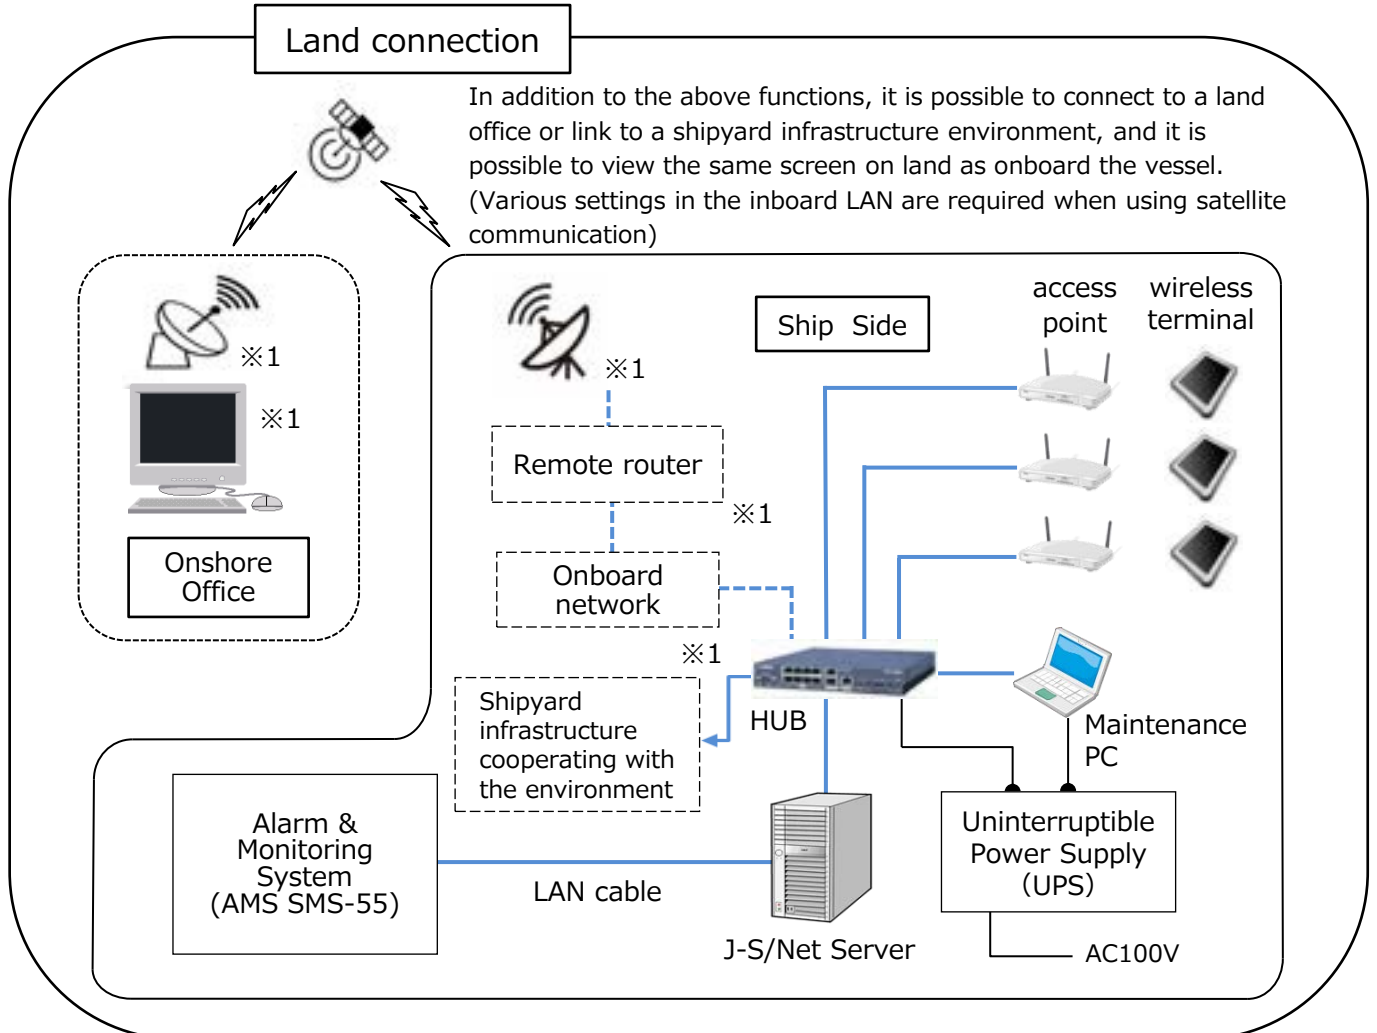 Land connection
In addition to the above functions, it is possible to connect to a land
office or link to a shipyard infrastructure environment, and it is
possible to view the same screen on land as onboard the vessel.
(Various settings in the inboard LAN are required when using satellite
communication)
※1
※1
Onshore
Office
Ship Side
access
point
wireless
terminal
※1
Remote router
※1
Onboard
network
※1
Shipyard
infrastructure
cooperating with
the environment
HUB
Maintenance
PC
Alarm &
Monitoring
System
(AMS SMS-55)
LAN cable
J-S/Net Server
Uninterruptible
Power Supply
(UPS)
AC100V